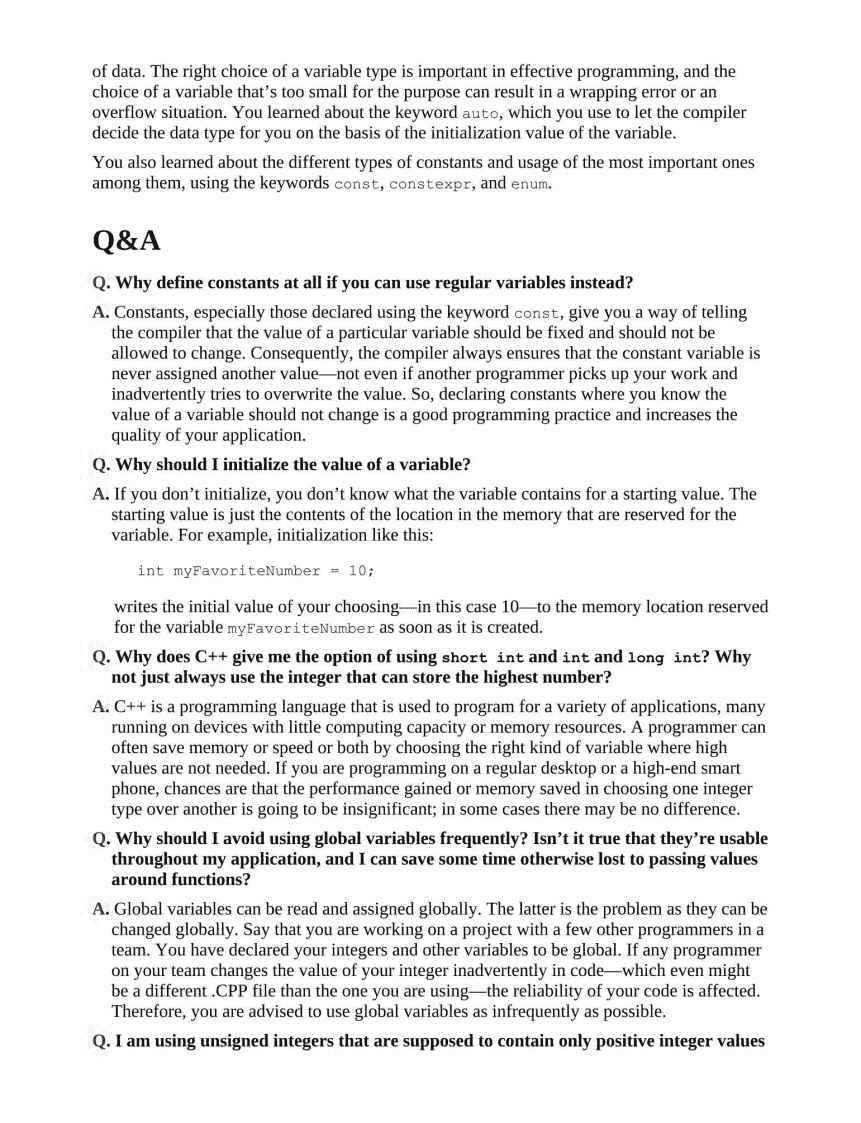 of data. The right choice of a variable type is important in effective programming, and the
choice of a variable that’s too small for the purpose can result in a wrapping error or an
overflow situation. You learned about the keyword auto, which you use to let the compiler
decide the data type for you on the basis of the initialization value of the variable.
You also learned about the different types of constants and usage of the most important ones
among them, using the keywords const, constexpr, and enum.
Q&A
Q. Why define constants at all if you can use regular variables instead?
A. Constants, especially those declared using the keyword const, give you a way of telling
the compiler that the value of a particular variable should be fixed and should not be
allowed to change. Consequently, the compiler always ensures that the constant variable is
never assigned another value—not even if another programmer picks up your work and
inadvertently tries to overwrite the value. So, declaring constants where you know the
value of a variable should not change is a good programming practice and increases the
quality of your application.
Q. Why should I initialize the value of a variable?
A. If you don’t initialize, you don’t know what the variable contains for a starting value. The
starting value is just the contents of the location in the memory that are reserved for the
variable. For example, initialization like this:
int myFavoriteNumber = 10;
writes the initial value of your choosing—in this case 10—to the memory location reserved
for the variable myFavoriteNumber as soon as it is created.
Q. Why does C++ give me the option of using short int and int and long int? Why
not just always use the integer that can store the highest number?
A. C++ is a programming language that is used to program for a variety of applications, many
running on devices with little computing capacity or memory resources. A programmer can
often save memory or speed or both by choosing the right kind of variable where high
values are not needed. If you are programming on a regular desktop or a high-end smart
phone, chances are that the performance gained or memory saved in choosing one integer
type over another is going to be insignificant; in some cases there may be no difference.
Q. Why should I avoid using global variables frequently? Isn’t it true that they’re usable
throughout my application, and I can save some time otherwise lost to passing values
around functions?
A. Global variables can be read and assigned globally. The latter is the problem as they can be
changed globally. Say that you are working on a project with a few other programmers in a
team. You have declared your integers and other variables to be global. If any programmer
on your team changes the value of your integer inadvertently in code—which even might
be a different .CPP file than the one you are using—the reliability of your code is affected.
Therefore, you are advised to use global variables as infrequently as possible.
Q. I am using unsigned integers that are supposed to contain only positive integer values